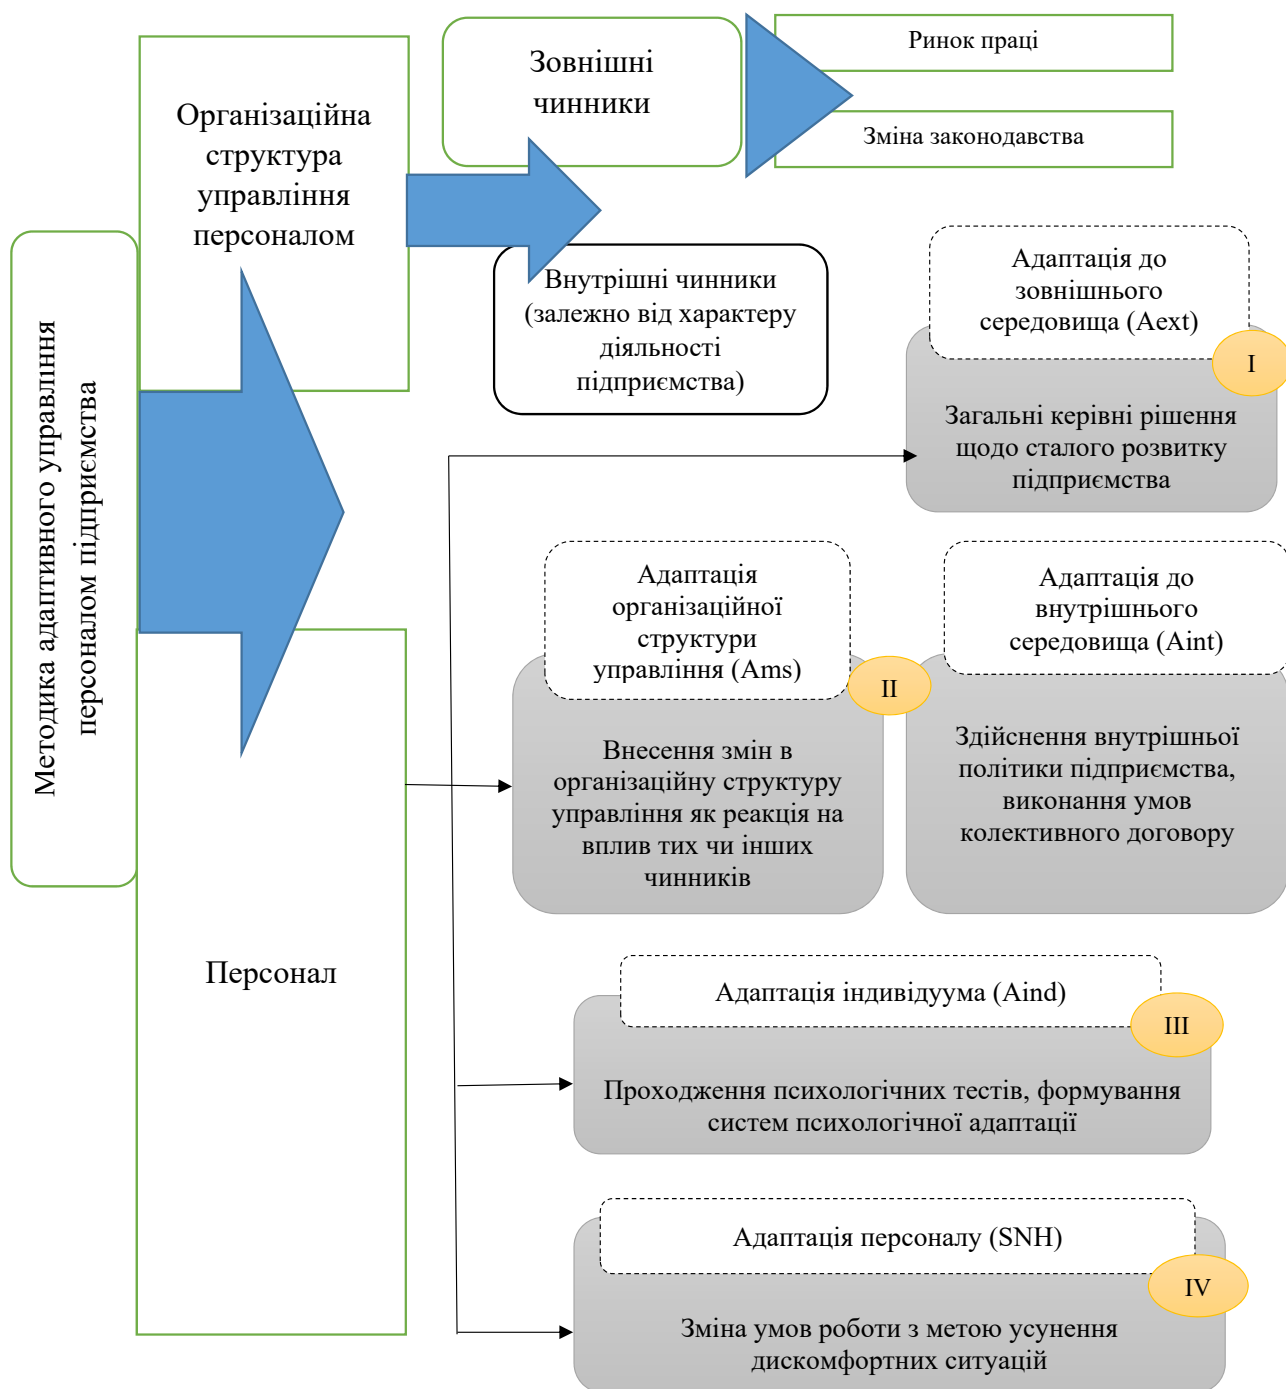 Методика адаптивного управління
персоналом підприємства
Організаційна
структура
управління
персоналом
Зовнішні
чинники
Ринок праці
Зміна законодавства
Внутрішні чинники
(залежно від характеру
діяльності
підприємства)
Адаптація до
зовнішнього
середовища (Aext)
I
Загальні керівні рішення
щодо сталого розвитку
підприємства
Адаптація
організаційної
структури
управління (Ams)
II
Внесення змін в
організаційну структуру
управління як реакція на
вплив тих чи інших
чинників
Адаптація до
внутрішнього
середовища (Aint)
Здійснення внутрішньої
політики підприємства,
виконання умов
колективного договору
Персонал
Адаптація індивідуума (Aind)
III
Проходження психологічних тестів, формування
систем психологічної адаптації
Адаптація персоналу (SNH)
IV
Зміна умов роботи з метою усунення
дискомфортних ситуацій